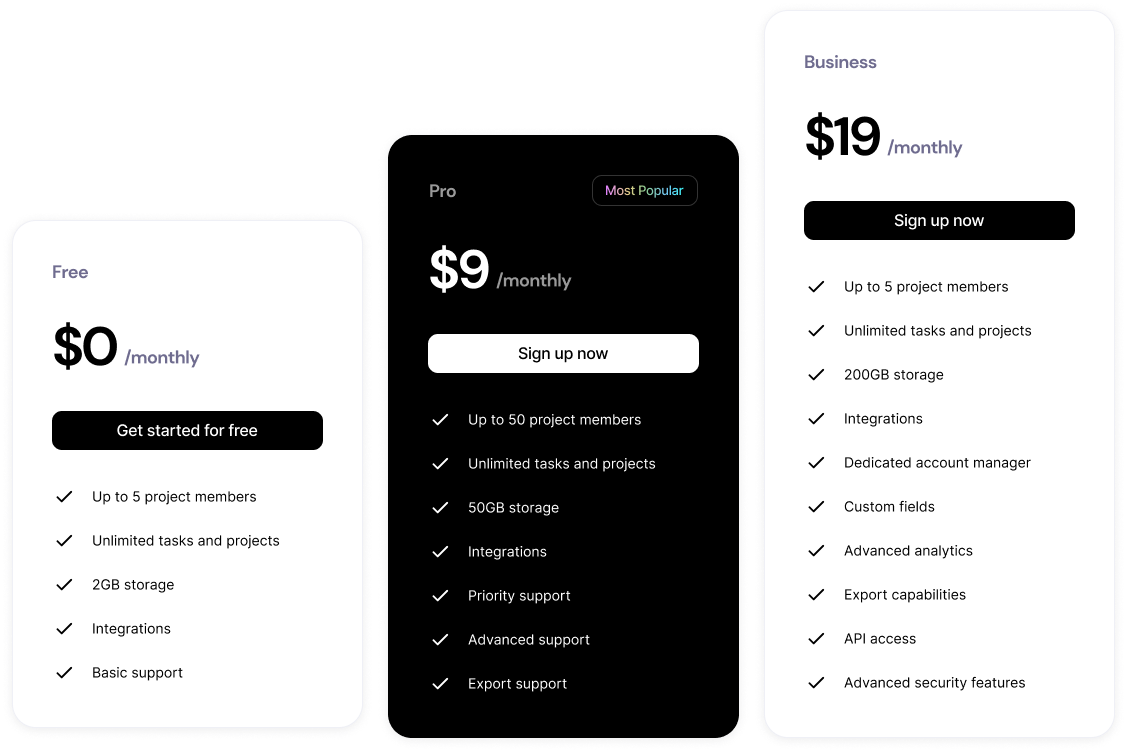 Free
$0 /monthly
Get started for free
Up to 5 project members
Unlimited tasks and projects
2GB storage
Integrations
Basic support
Pro
Most Popular
$9 /monthly
Sign up now
Up to 50 project members
Unlimited tasks and projects
50GB storage
Integrations
Priority support
Advanced support
Export support
Business
$19 /monthly
Sign up now
Up to 5 project members
Unlimited tasks and projects
200GB storage
Integrations
Dedicated account manager
Custom fields
Advanced analytics
Export capabilities
API access
Advanced security features